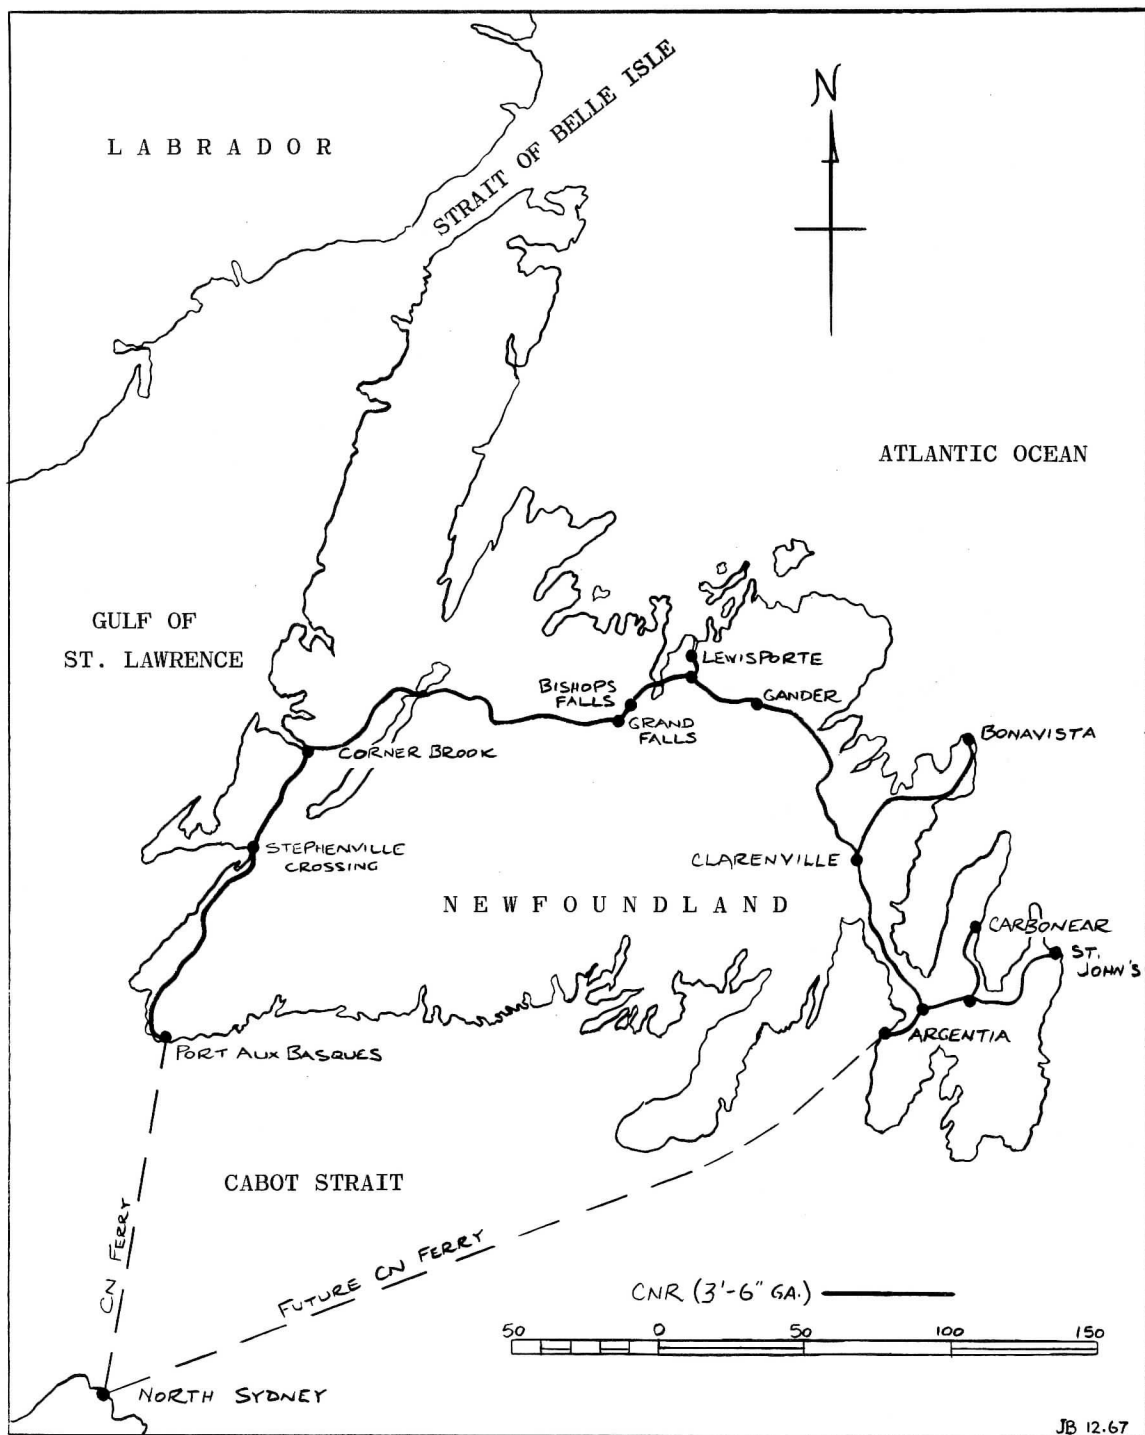 N
LABRADOR
STRAIT OF BELLE ISLE
ATLANTIC OCEAN
GULF OF
ST. LAWRENCE
LEWISPORTE
BISHOPS
FALLS
GANDER
GRAND
FALLS
BONAVISTA
CORNER BROOK
STEPHENVILLE
CROSSING
CLARENVILLE
NEWFOUNDLAND
CARBONEAR
ST.
JOHN'S
ARGENTIA
PORT AUX BASQUES
CABOT STRAIT
CN FERRY
FUTURE CN FERRY
CNR (3'-6" GA.)
50 0 50 100 150
NORTH SYDNEY
JB 12.67